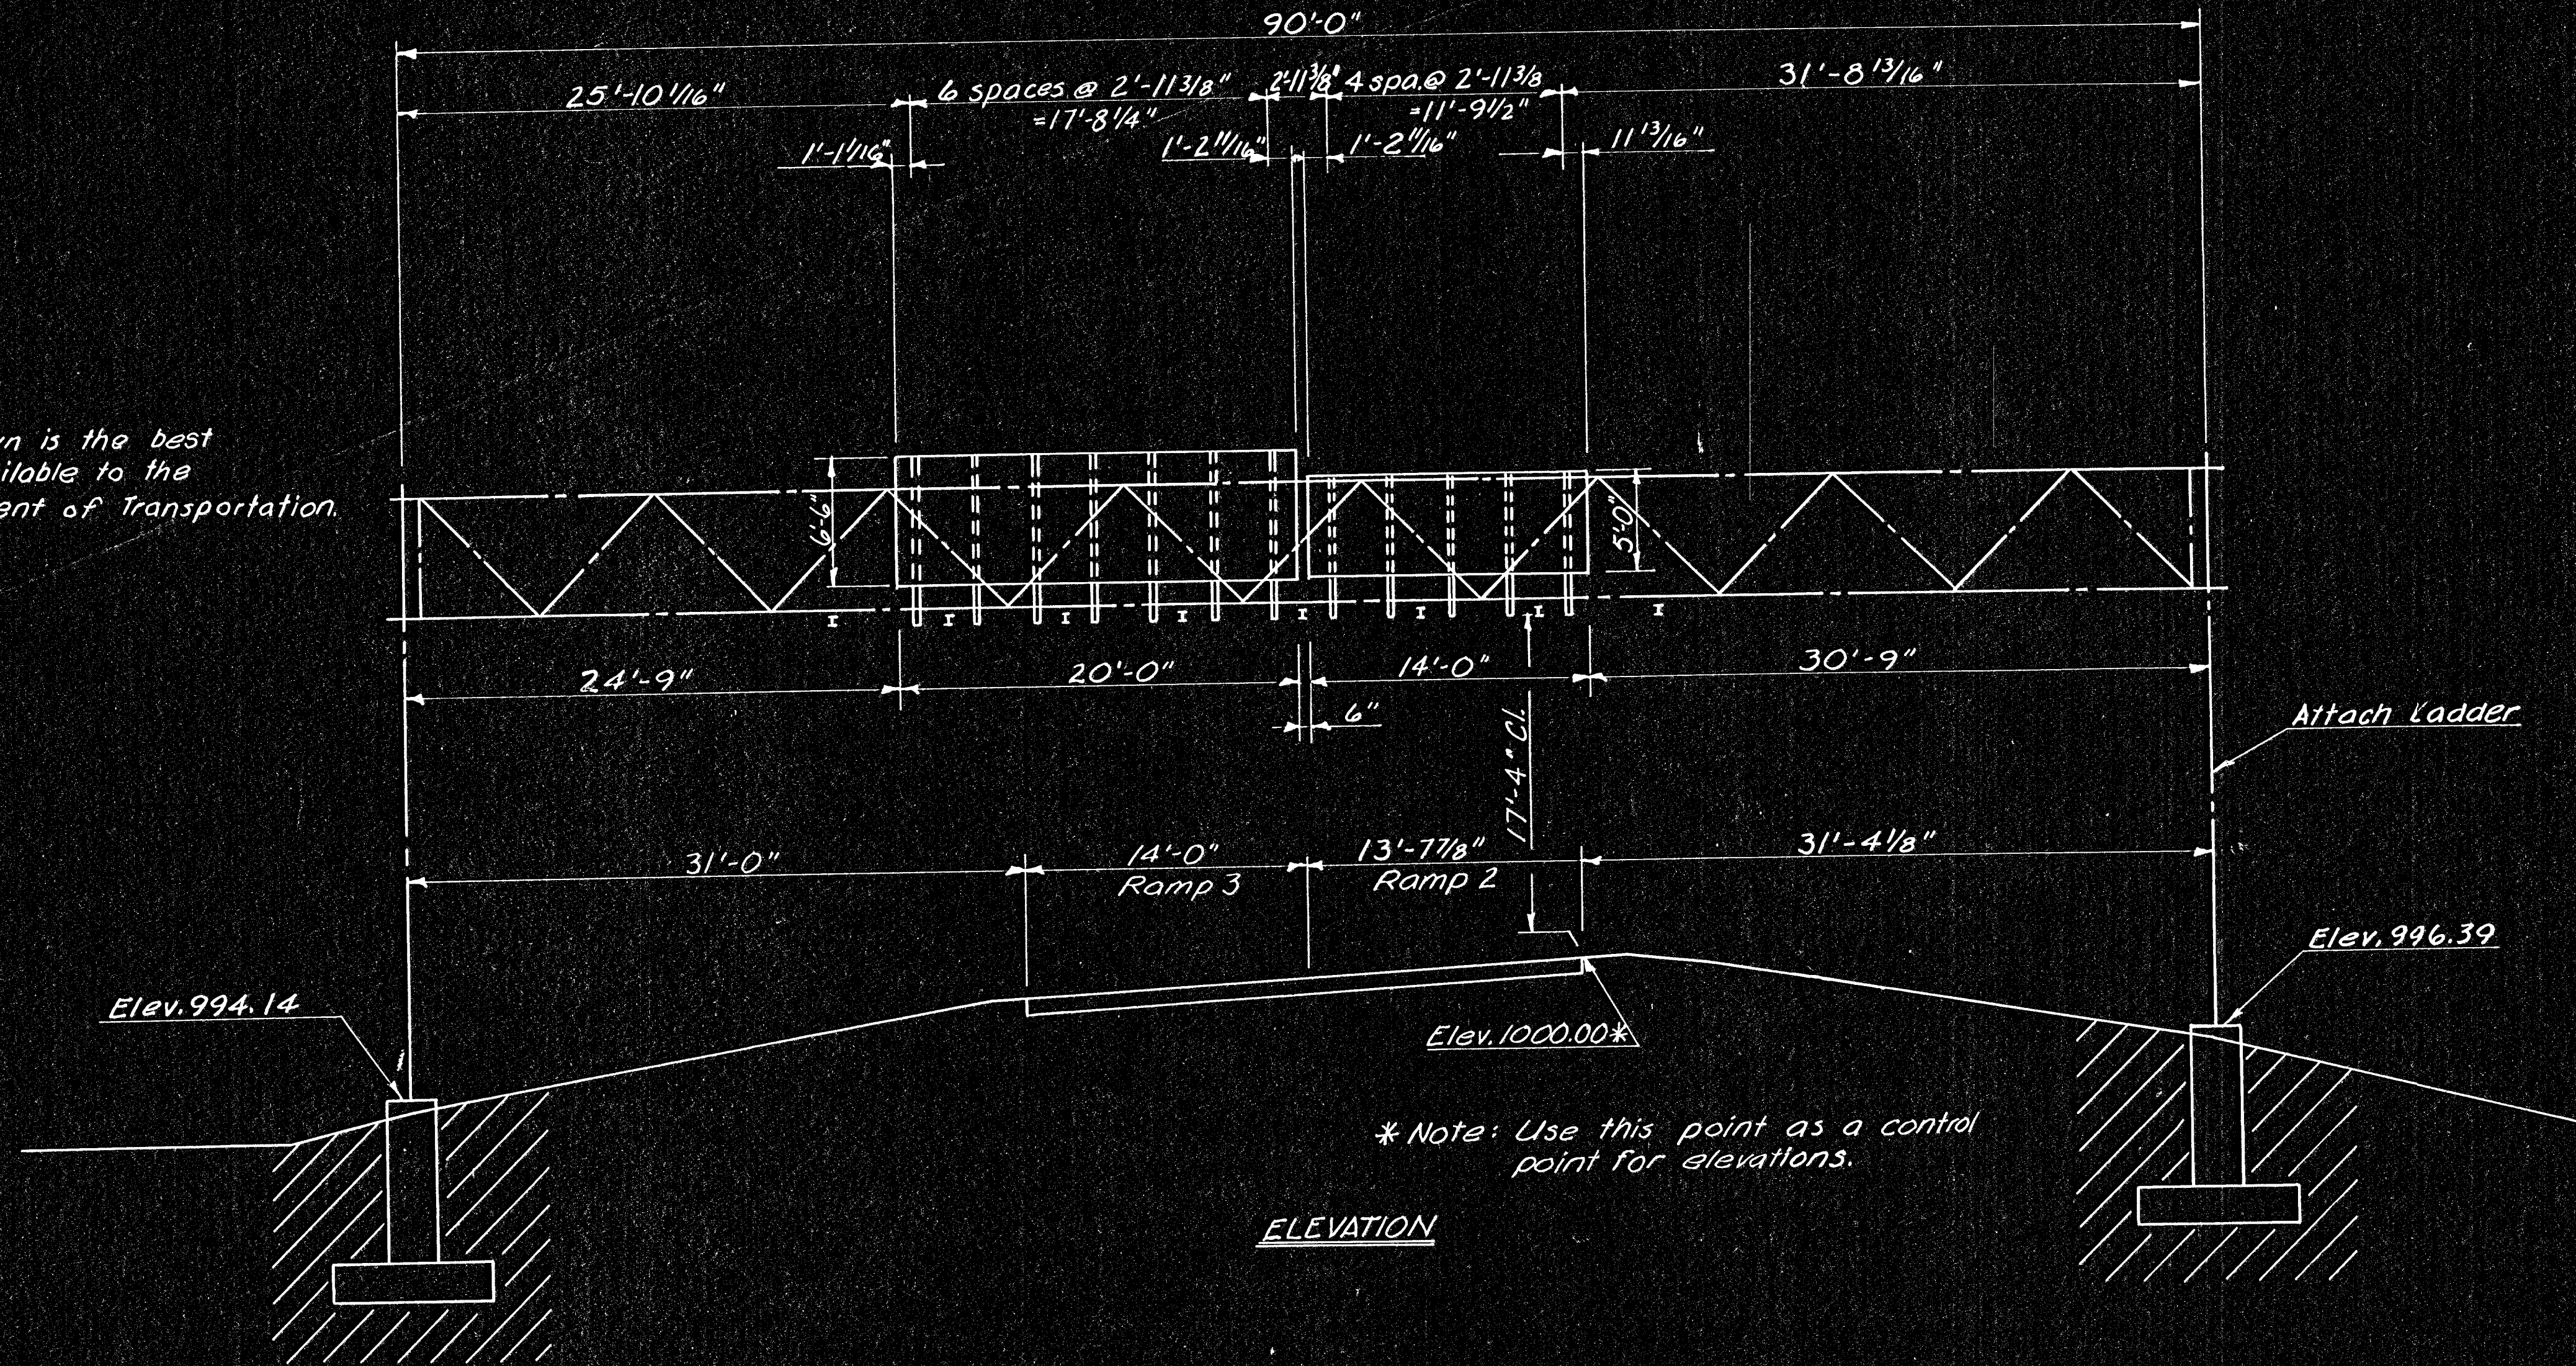 90'-0"
25'-10 1/16"
6 spaces @ 2'-11 3/8"
=17'-8 1/4"
2'-11 3/8"
4 spa.@ 2'-11 3/8
=11'-9 1/2"
31'-8 13/16"
1'-1 1/16"
1'-2 11/16"
1'-2 11/16"
11 13/16"
is the best
to the
of Transportation.
6'-6"
5'-0"
24'-9"
20'-0"
14'-0"
30'-9"
6"
17'-4" Cl.
Attach Ladder
31'-0"
14'-0"
Ramp 3
13'-7 7/8"
Ramp 2
31'-4 1/8"
Elev. 994.14
Elev. 1000.00*
Elev. 996.39
* Note: Use this point as a control
point for elevations.
ELEVATION